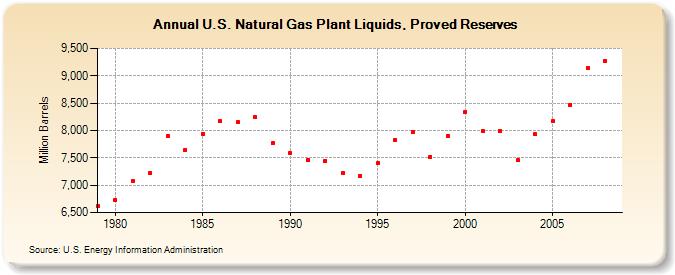 Annual U.S. Natural Gas Plant Liquids, Proved Reserves
Million Barrels
9,500
9,000
8,500
8,000
7,500
7,000
6,500
1980 1985 1990 1995 2000 2005
Source: U.S. Energy Information Administration